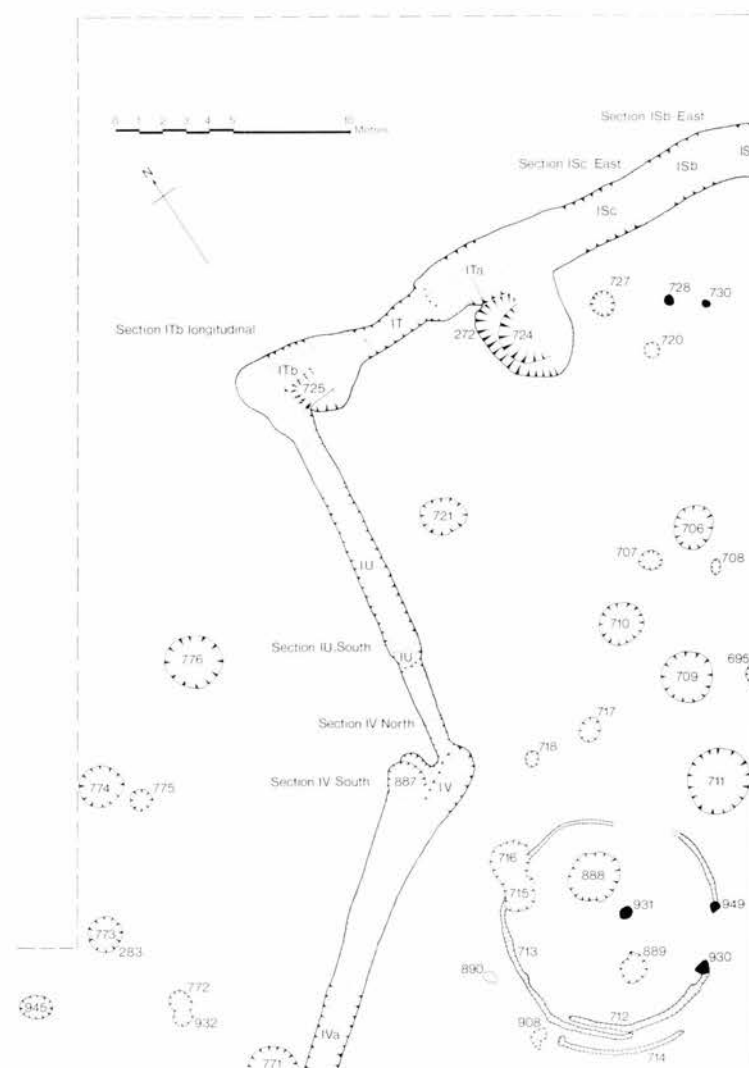 0 1 2 3 4 5 10
Metres
N
Section ISb East
Section ISc East
ISb
IS
ISc
ITa
727
728
730
Section ITb longitudinal
IT
272
724
720
ITb
725
721
706
707
708
IU
710
776
Section IU South
IU
709
695
717
Section IV North
718
774
775
Section IV South
887
IV
711
716
888
715
931
949
773
283
713
889
930
890
945
772
932
712
908
714
IVa
771